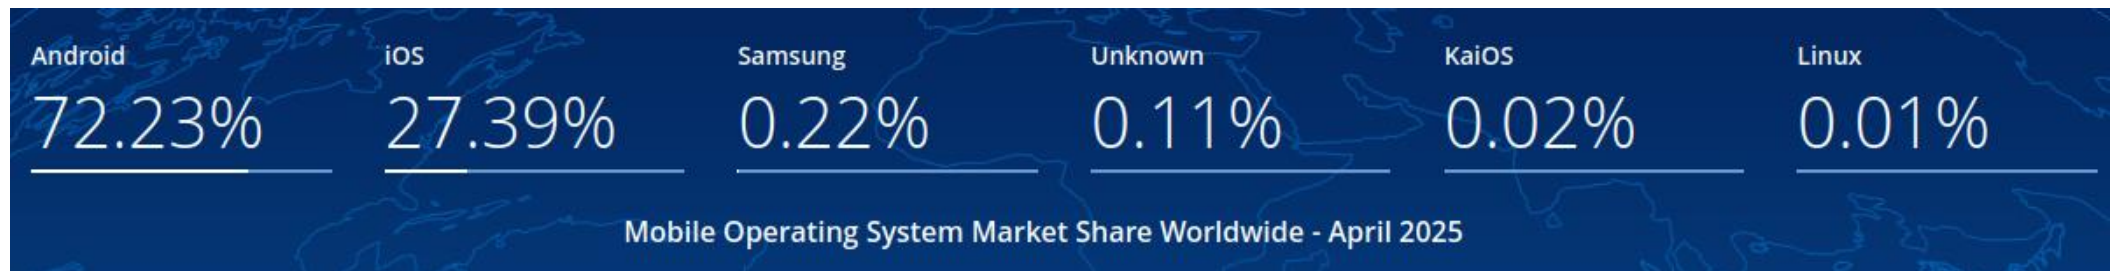 Android iOS Samsung Unknown KaiOS Linux
72.23% 27.39% 0.22% 0.11% 0.02% 0.01%
Mobile Operating System Market Share Worldwide - April 2025